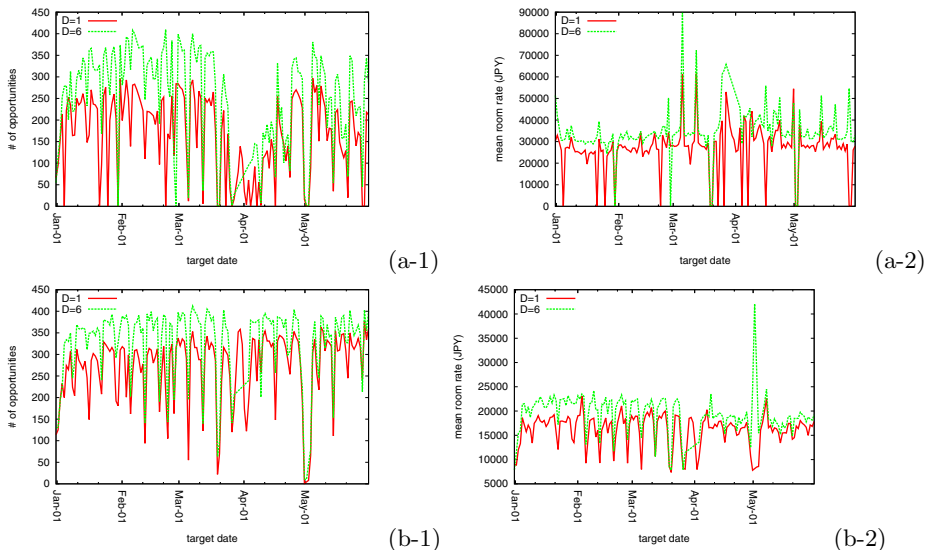 450
400
350
300
250
200
150
100
50
0
# of opportunities
D=1
D=6
Jan-01
Feb-01
Mar-01
Apr-01
May-01
target date
(a-1)
90000
80000
70000
60000
50000
40000
30000
20000
10000
0
mean room rate (JPY)
D=1
D=6
Jan-01
Feb-01
Mar-01
Apr-01
May-01
target date
(a-2)
450
400
350
300
250
200
150
100
50
0
# of opportunities
D=1
D=6
Jan-01
Feb-01
Mar-01
Apr-01
May-01
target date
(b-1)
45000
40000
35000
30000
25000
20000
15000
10000
5000
mean room rate (JPY)
D=1
D=6
Jan-01
Feb-01
Mar-01
Apr-01
May-01
target date
(b-2)